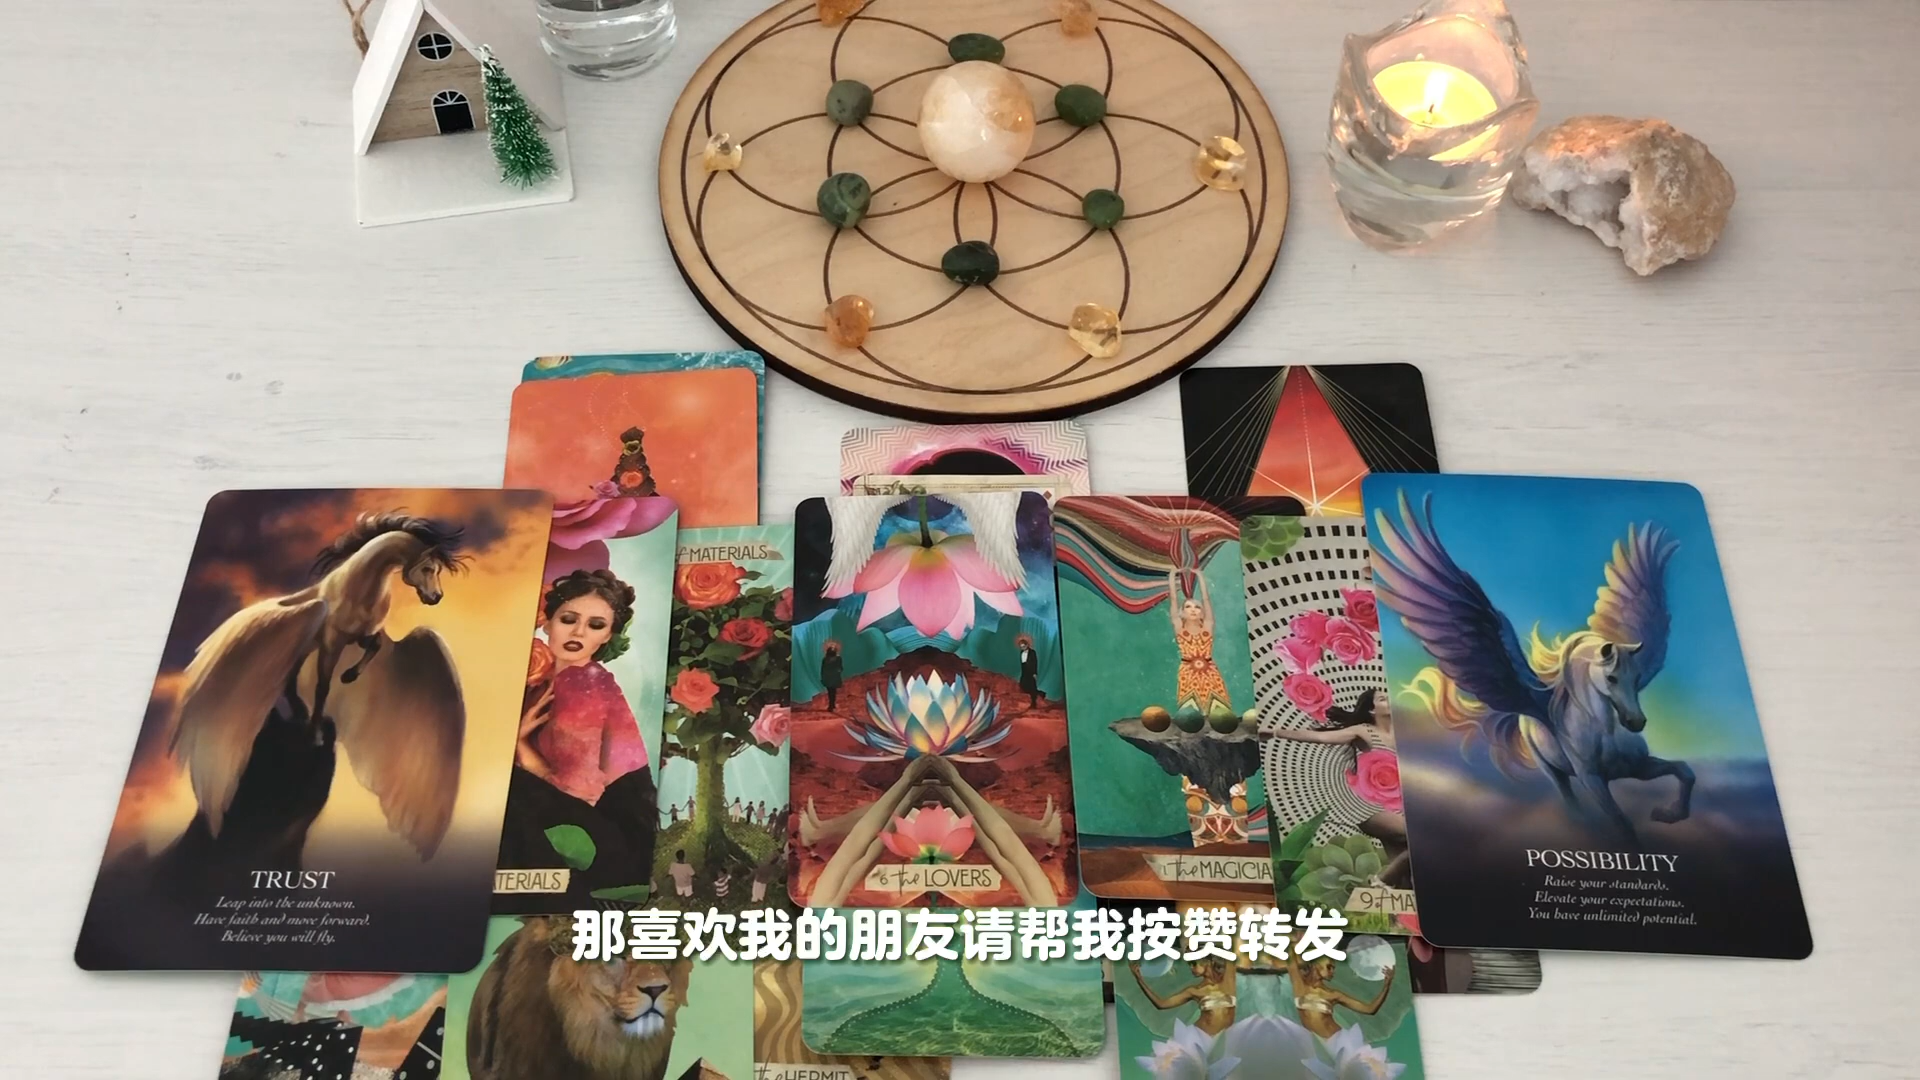 of MATERIALS
TRUST
Leap into the unknown.
Have faith and move forward.
Believe you will fly.
TERIALS
6 the LOVERS
1 the MAGICIA
9 of MA
POSSIBILITY
Raise your standards.
Elevate your expectations.
You have unlimited potential.
那喜欢我的朋友请帮我按赞转发
the HERMIT